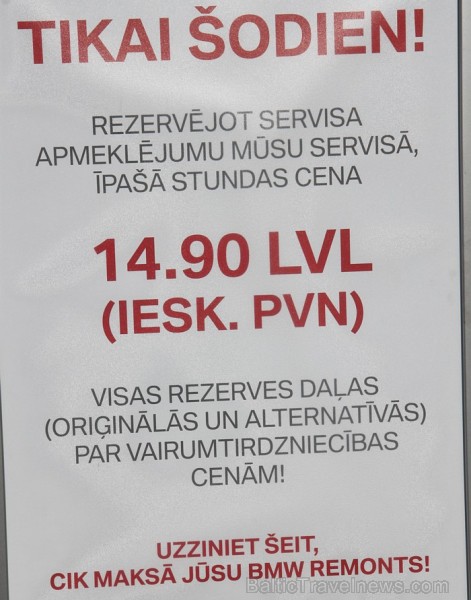 TIKAI ŠODIEN!
REZERVĒJOT SERVISA
APMEKLĒJUMU MŪSU SERVISĀ,
ĪPAŠĀ STUNDAS CENA
14.90 LVL
(IESK. PVN)
VISAS REZERVES DAĻAS
(ORIĢINĀLĀS UN ALTERNATĪVĀS)
PAR VAIRUMTIRDZNIECĪBAS
CENĀM!
UZZINIET ŠEIT,
CIK MAKSĀ JŪSU BMW REMONTS!
BalticTravelnews.com